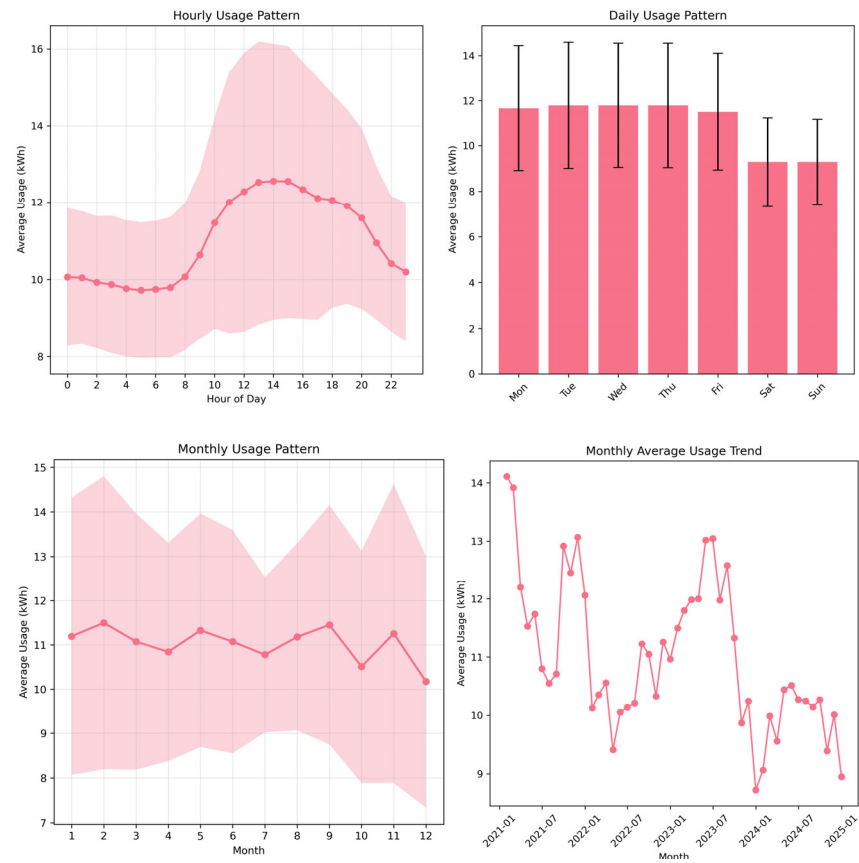 Hourly Usage Pattern
Average Usage (kWh)
16
14
12
10
8
0 2 4 6 8 10 12 14 16 18 20 22
Hour of Day
Daily Usage Pattern
Average Usage (kWh)
14
12
10
8
6
4
2
0
Mon Tue Wed Thu Fri Sat Sun
Monthly Usage Pattern
Average Usage (kWh)
15
14
13
12
11
10
9
8
7
1 2 3 4 5 6 7 8 9 10 11 12
Month
Monthly Average Usage Trend
Average Usage (kWh)
14
13
12
11
10
9
2021-01 2021-07 2022-01 2022-07 2023-01 2023-07 2024-01 2024-07 2025-01
Month